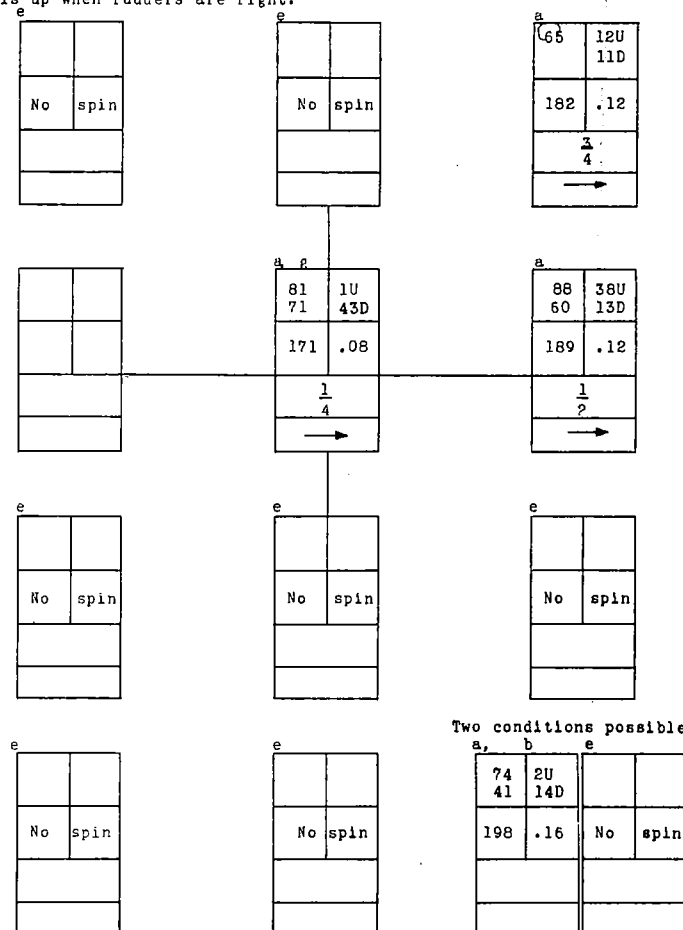 is up when rudders are right.
e e a
65 12U
11D
No spin No spin 182 .12
3
4
a, e a
81 1U 88 38U
71 43D 60 13D
171 .08 189 .12
1 1
4 2
e e e
No spin No spin No spin
Two conditions possible
e e a, b e
74 2U
41 14D
No spin No spin 198 .16 No spin